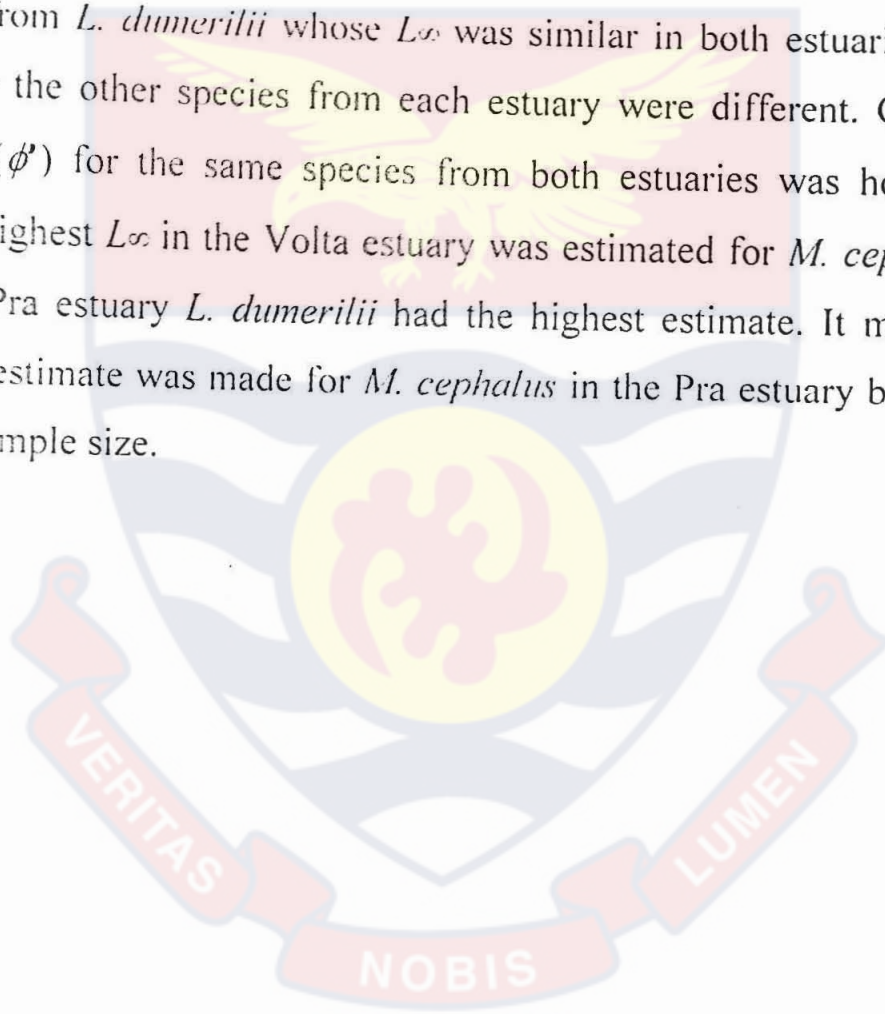 rom L. dumerilii whose L∞ was similar in both estuari
the other species from each estuary were different. C
(ϕ') for the same species from both estuaries was ho
ighest L∞ in the Volta estuary was estimated for M. cep
Pra estuary L. dumerilii had the highest estimate. It m
estimate was made for M. cephalus in the Pra estuary b
mple size.
VERITAS
NOBIS
LUMEN